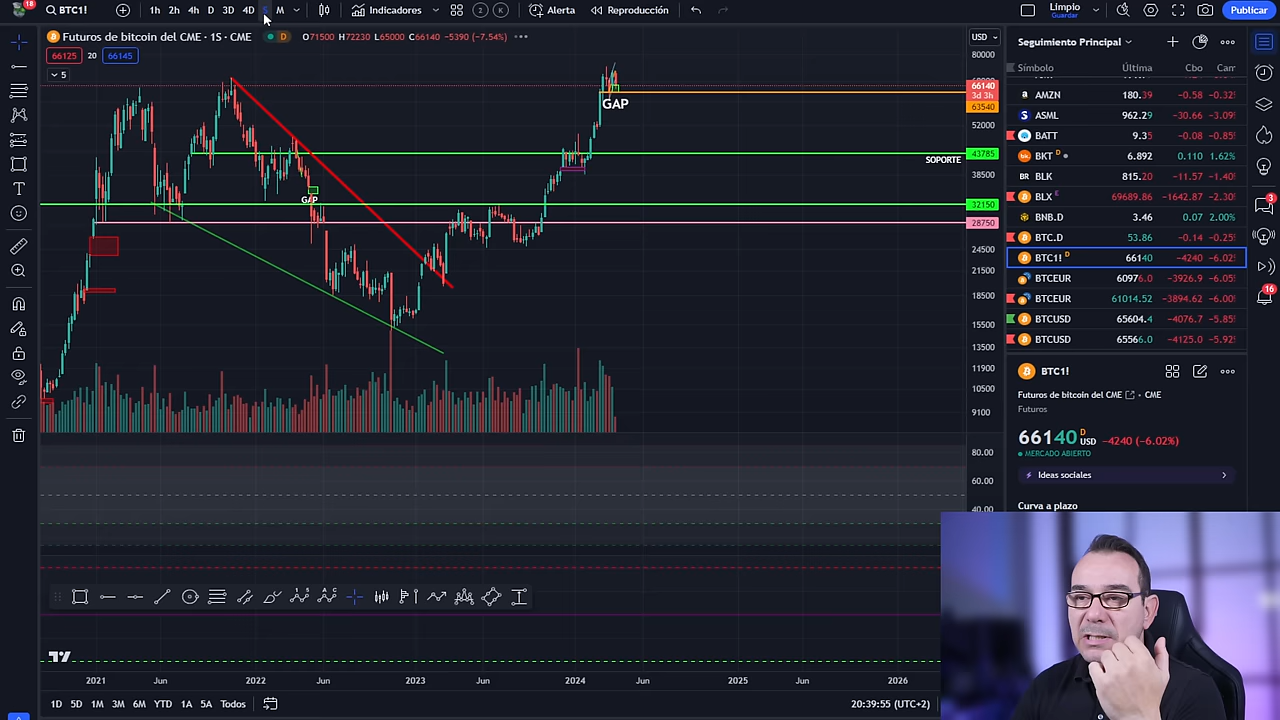 18 BTC1! 1h 2h 4h D 3D 4D S M Indicadores 2 K Alerta Reproducción Limpio Guardar Publicar
Futuros de bitcoin del CME · 1S · CME D O71500 H72230 L65000 C66140 -5390 (-7.54%)
66125 20 66145
5
USD
80000
66140
3d 3h
63540
52000
43785
38500
32150
28750
24500
21500
18500
15500
13500
11900
10500
9100
80.00
60.00
40.00
GAP
SOPORTE
GAP
2021 Jun 2022 Jun 2023 Jun 2024 Jun 2025 Jun 2026
1D 5D 1M 3M 6M YTD 1A 5A Todos
20:39:55 (UTC+2)
Seguimiento Principal
Símbolo Última Cbo
AMZN 180.39 -0.58 -0.32
ASML 962.29 -30.66 -3.09
BATT 9.35 -0.08 -0.85
BKT D 6.892 0.110 1.62%
BLK 815.20 -11.57 -1.40
BLX E 69689.86 -1642.87 -2.30
BNB.D 3.46 0.07 2.00%
BTC.D 53.86 -0.14 -0.25
BTC1! D 66140 -4240 -6.02
BTCEUR 60976.0 -3926.9 -6.05
BTCEUR 61014.52 -3894.62 -6.00
BTCUSD 65604.4 -4076.7 -5.85
BTCUSD 65566.0 -4125.0 -5.92
BTC1!
Futuros de bitcoin del CME · CME
Futuros
66140 D USD -4240 (-6.02%)
MERCADO ABIERTO
Ideas sociales
Curva a plazo
3
16